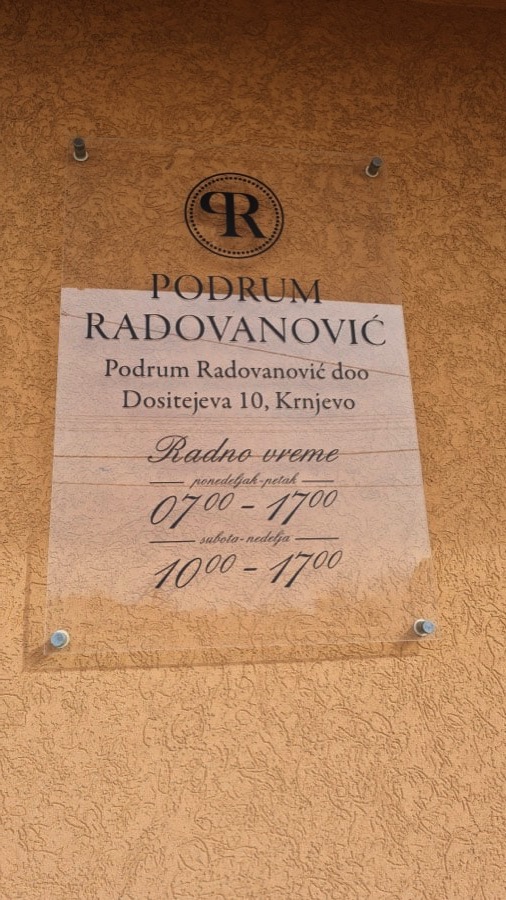 PR
PODRUM
RADOVANOVIĆ
Podrum Radovanović doo
Dositejeva 10, Krnjevo
Radno vreme
ponedeljak-petak
07⁰⁰ - 17⁰⁰
subota-nedelja
10⁰⁰ - 17⁰⁰